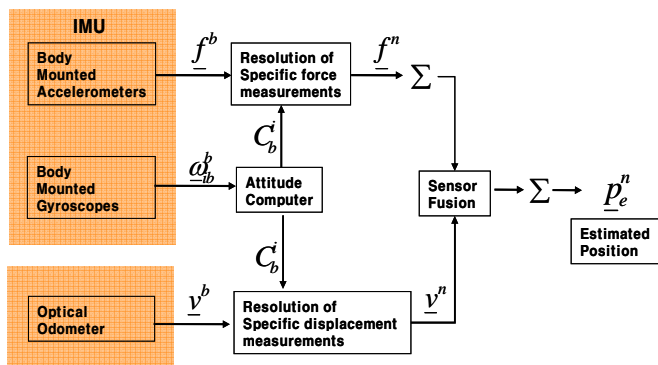 IMU
Body
Mounted
Accelerometers
f^b
Resolution of
Specific force
measurements
f^n
Σ
C_b^i
Body
Mounted
Gyroscopes
ω_ib^b
Attitude
Computer
Sensor
Fusion
Σ
p_e^n
Estimated
Position
C_b^i
Optical
Odometer
v^b
Resolution of
Specific displacement
measurements
v^n